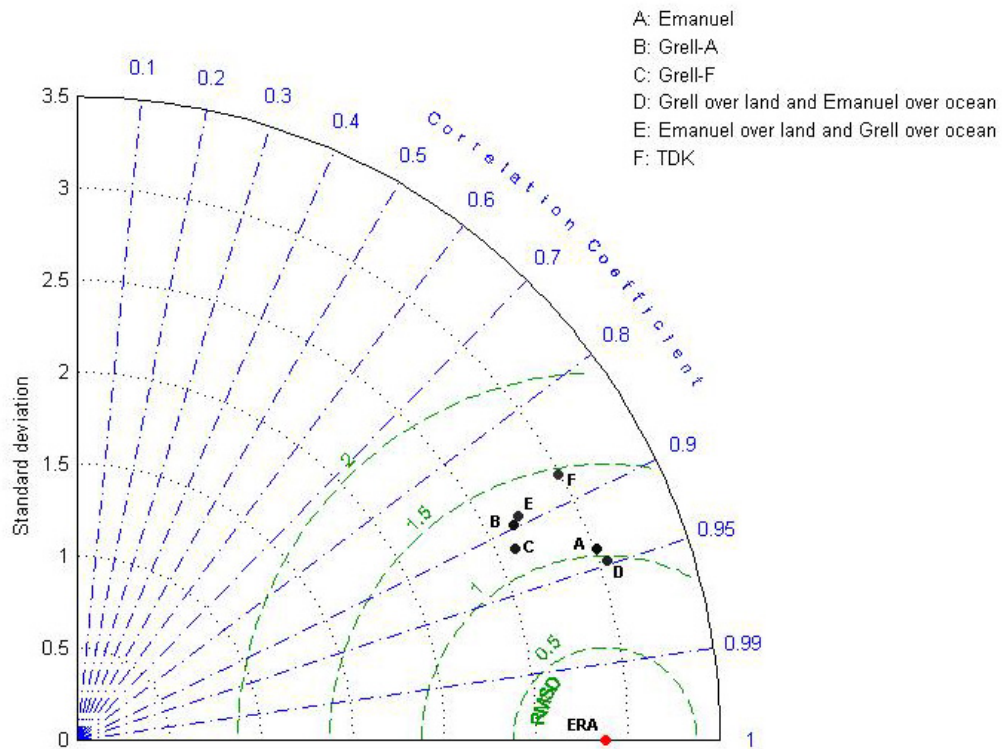 A: Emanuel
B: Grell-A
C: Grell-F
D: Grell over land and Emanuel over ocean
E: Emanuel over land and Grell over ocean
F: TDK
0.1
0.2
0.3
0.4
0.5
0.6
0.7
0.8
0.9
0.95
0.99
1
Correlation Coefficient
Standard deviation
3.5
3
2.5
2
1.5
1
0.5
0
2
1.5
1
0.5
RMSD
F
E
B
C
A
D
ERA